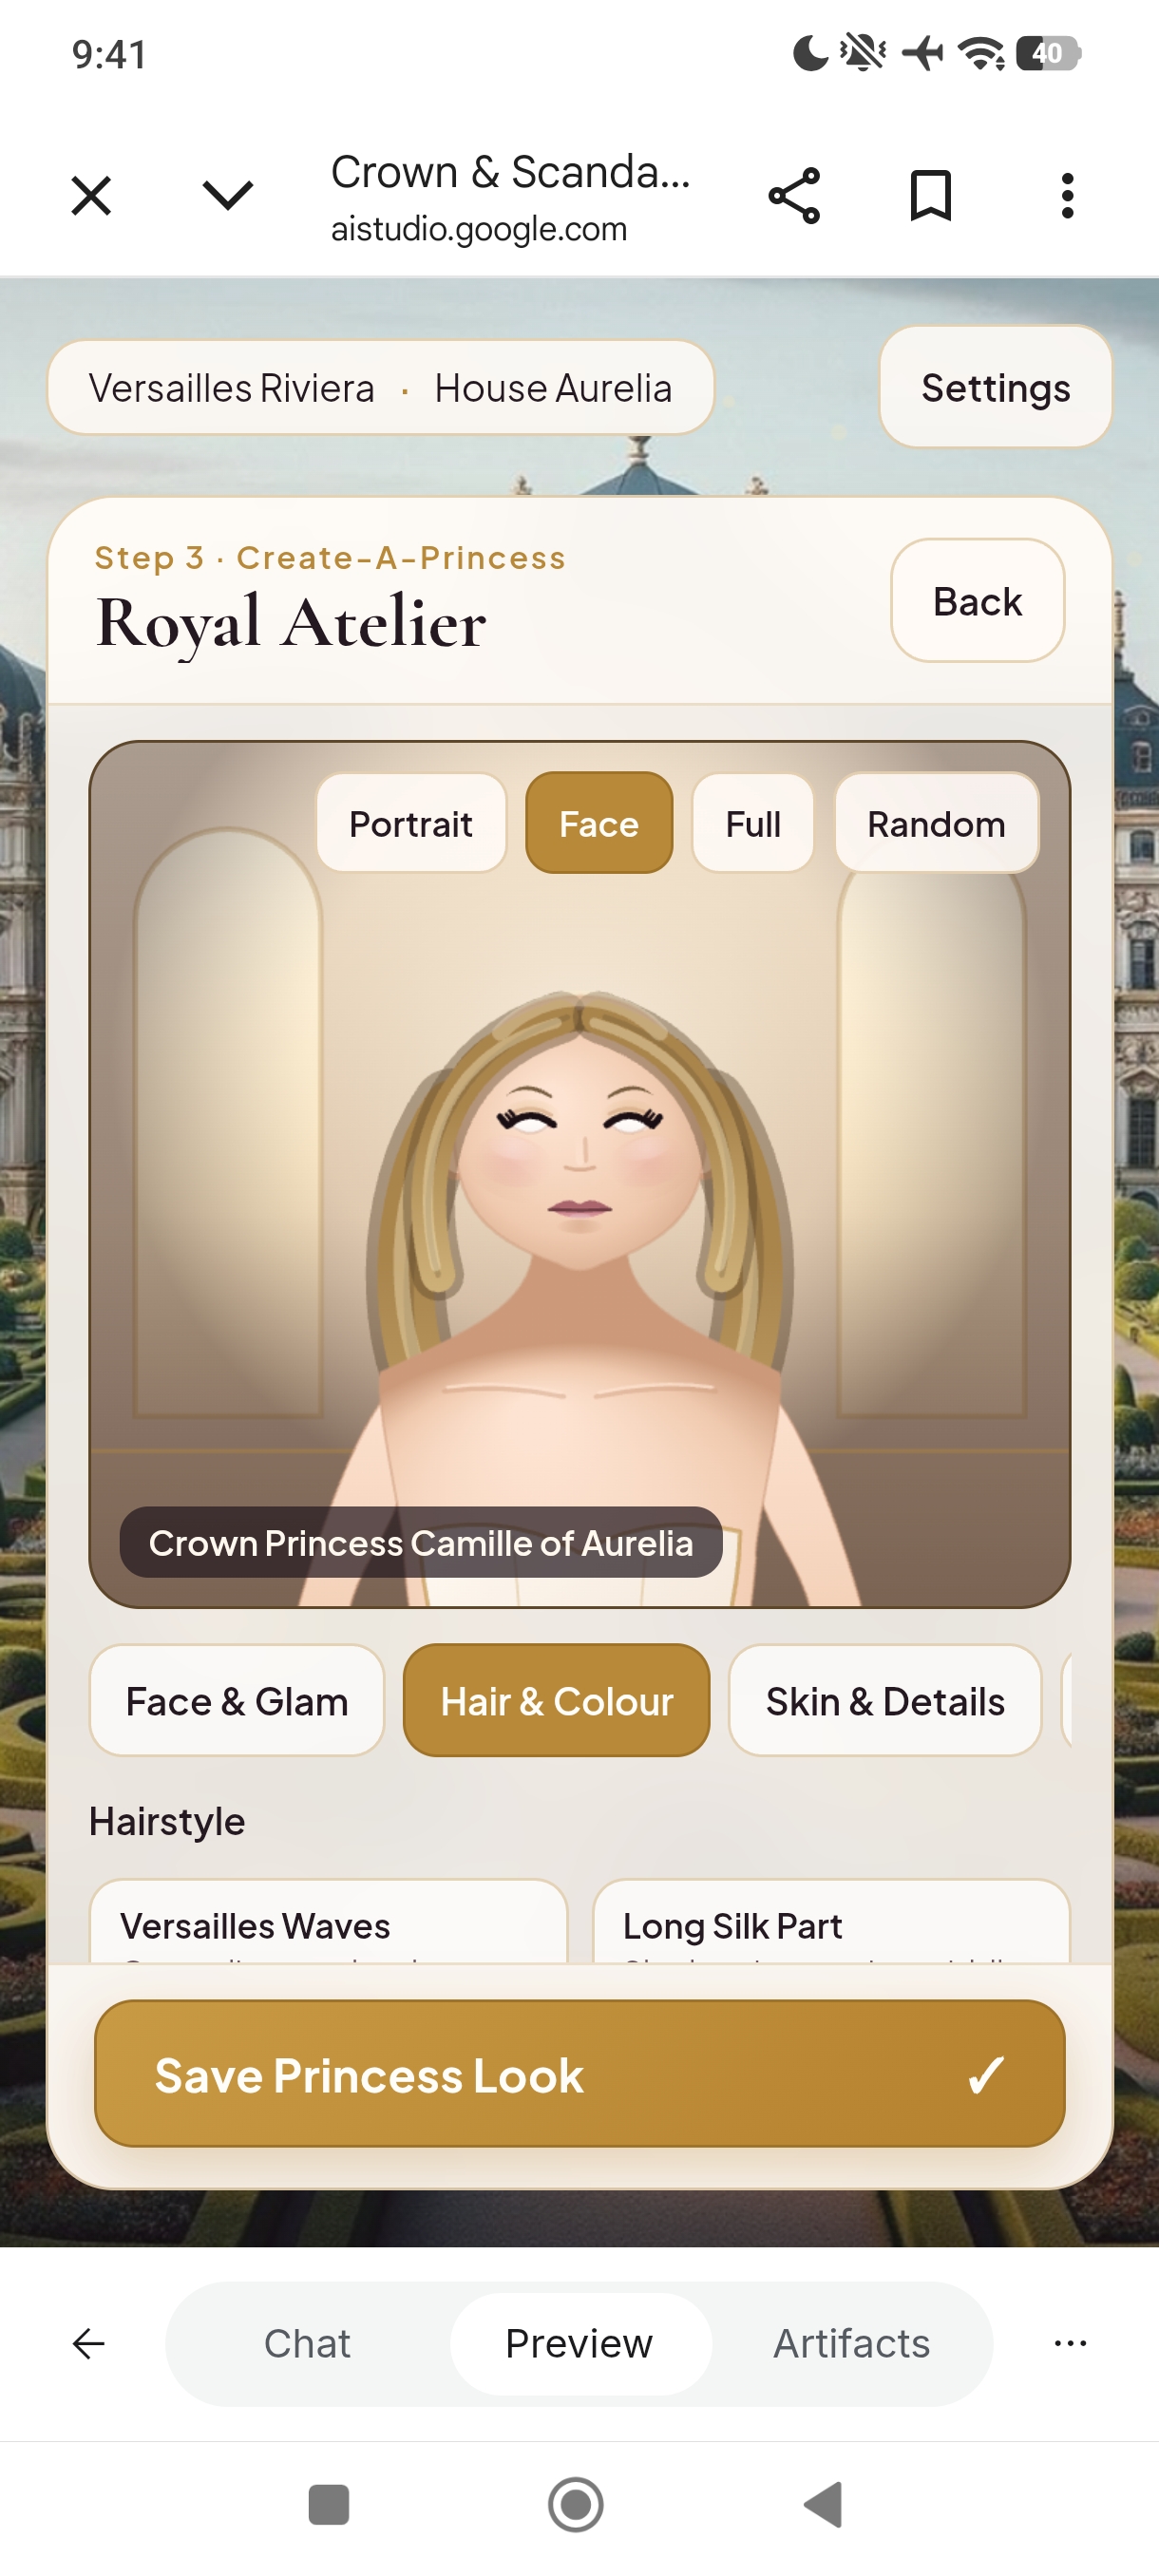 9:41
40
Crown & Scanda...
aistudio.google.com
Versailles Riviera · House Aurelia
Settings
Step 3 · Create-A-Princess
Royal Atelier
Back
Portrait
Face
Full
Random
Crown Princess Camille of Aurelia
Face & Glam
Hair & Colour
Skin & Details
Hairstyle
Versailles Waves
Long Silk Part
Save Princess Look ✓
Chat
Preview
Artifacts